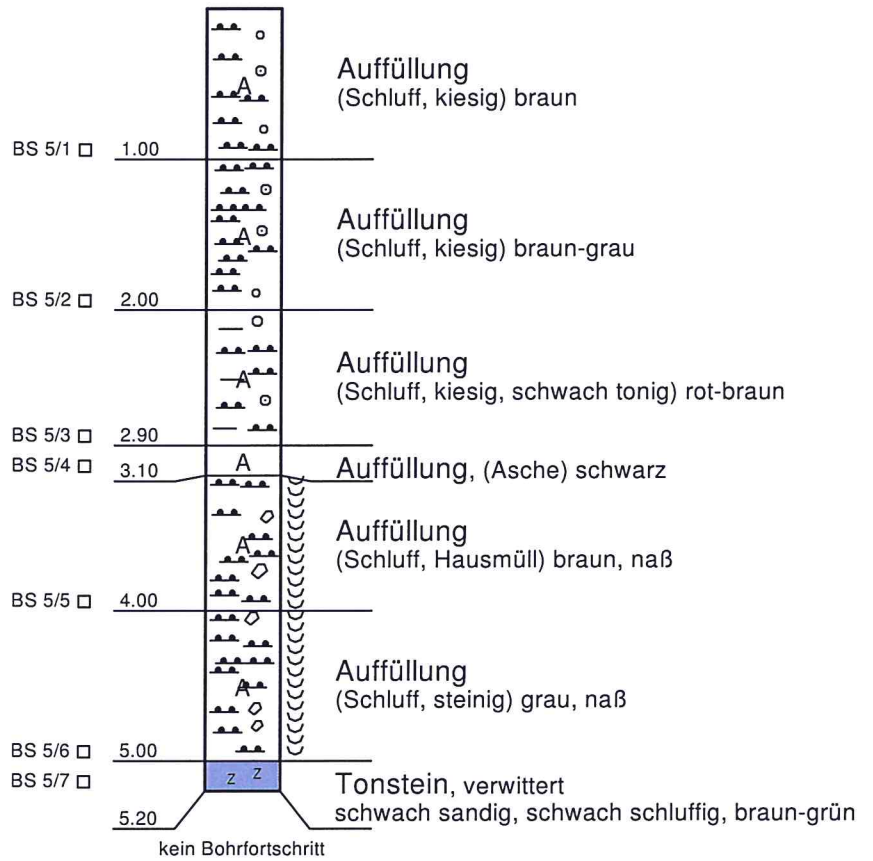 A
Auffüllung
(Schluff, kiesig) braun
BS 5/1
1.00
A
Auffüllung
(Schluff, kiesig) braun-grau
BS 5/2
2.00
A
Auffüllung
(Schluff, kiesig, schwach tonig) rot-braun
BS 5/3
2.90
BS 5/4
3.10
A
Auffüllung, (Asche) schwarz
A
Auffüllung
(Schluff, Hausmüll) braun, naß
BS 5/5
4.00
A
Auffüllung
(Schluff, steinig) grau, naß
BS 5/6
5.00
BS 5/7
z z
Tonstein, verwittert
schwach sandig, schwach schluffig, braun-grün
5.20
kein Bohrfortschritt